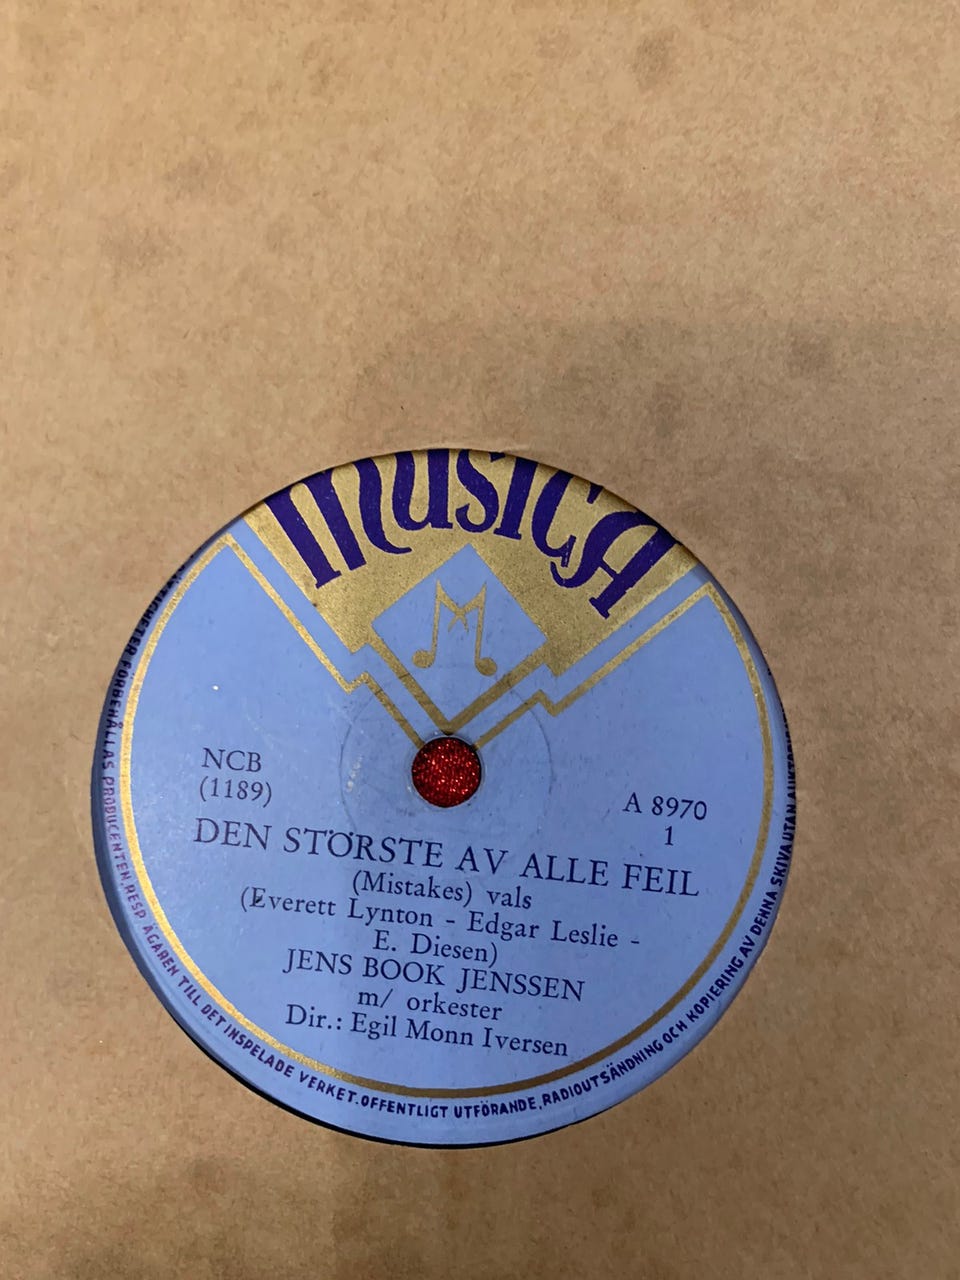 musicA
M
NCB
(1189)
A 8970
1
DEN STÖRSTE AV ALLE FEIL
(Mistakes) vals
(Everett Lynton - Edgar Leslie -
E. Diesen)
JENS BOOK JENSSEN
m/ orkester
Dir.: Egil Monn Iversen
FÖRBEHÅLLAS PRODUCENTEN, RESP ÄGAREN TILL DET INSPELADE VERKET. OFFENTLIGT UTFÖRANDE, RADIOUTSÄNDNING OCH KOPIERING AV DENNA SKIVA UTAN